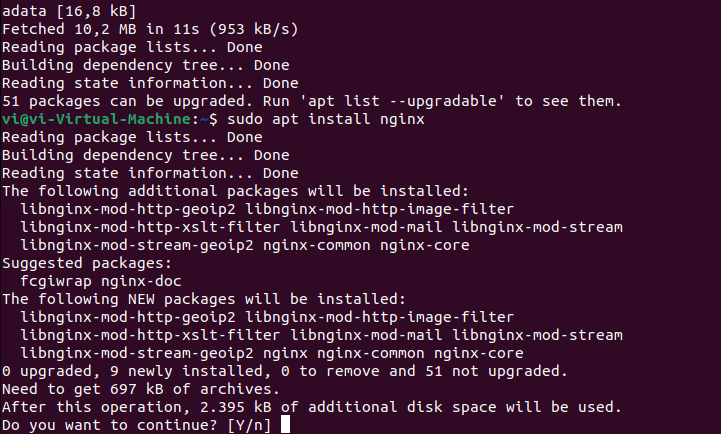 adata [16,8 kB]
Fetched 10,2 MB in 11s (953 kB/s)
Reading package lists... Done
Building dependency tree... Done
Reading state information... Done
51 packages can be upgraded. Run 'apt list --upgradable' to see them.
vi@vi-Virtual-Machine:~$ sudo apt install nginx
Reading package lists... Done
Building dependency tree... Done
Reading state information... Done
The following additional packages will be installed:
  libnginx-mod-http-geoip2 libnginx-mod-http-image-filter
  libnginx-mod-http-xslt-filter libnginx-mod-mail libnginx-mod-stream
  libnginx-mod-stream-geoip2 nginx-common nginx-core
Suggested packages:
  fcgiwrap nginx-doc
The following NEW packages will be installed:
  libnginx-mod-http-geoip2 libnginx-mod-http-image-filter
  libnginx-mod-http-xslt-filter libnginx-mod-mail libnginx-mod-stream
  libnginx-mod-stream-geoip2 nginx nginx-common nginx-core
0 upgraded, 9 newly installed, 0 to remove and 51 not upgraded.
Need to get 697 kB of archives.
After this operation, 2.395 kB of additional disk space will be used.
Do you want to continue? [Y/n]